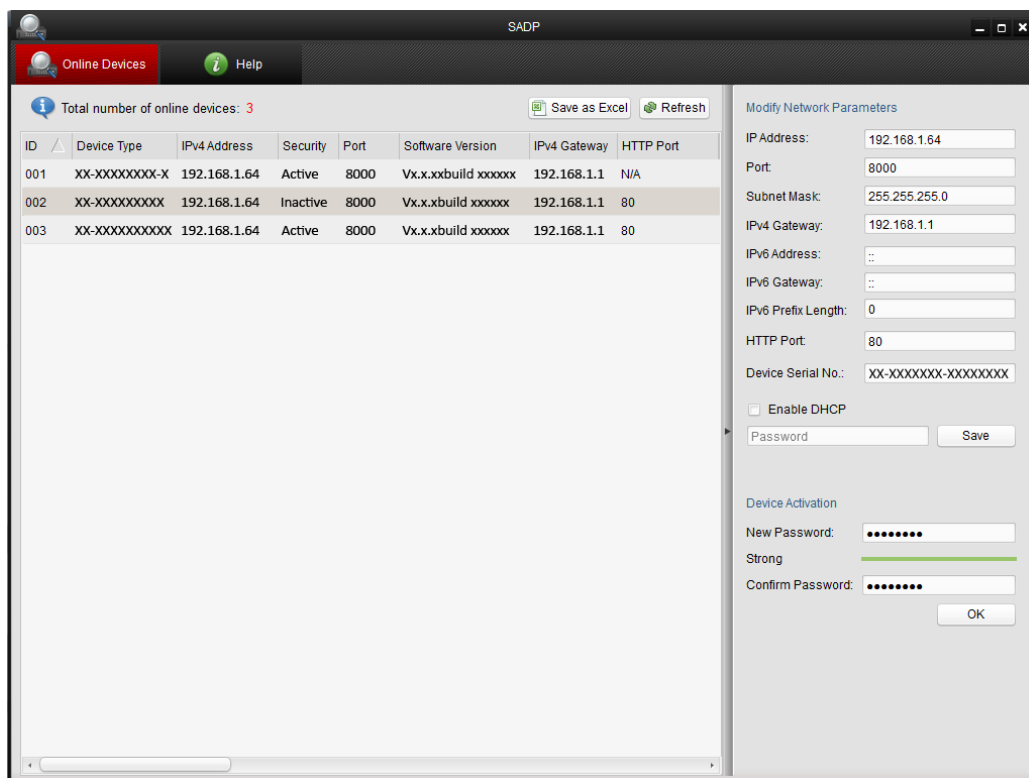 SADP
Online Devices Help
Total number of online devices: 3 Save as Excel Refresh
ID Device Type IPv4 Address Security Port Software Version IPv4 Gateway HTTP Port
001 XX-XXXXXXXX-X 192.168.1.64 Active 8000 Vx.x.xxbuild xxxxxx 192.168.1.1 N/A
002 XX-XXXXXXXXX 192.168.1.64 Inactive 8000 Vx.x.xbuild xxxxxx 192.168.1.1 80
003 XX-XXXXXXXXXX 192.168.1.64 Active 8000 Vx.x.xbuild xxxxxx 192.168.1.1 80
Modify Network Parameters
IP Address: 192.168.1.64
Port: 8000
Subnet Mask: 255.255.255.0
IPv4 Gateway: 192.168.1.1
IPv6 Address: ::
IPv6 Gateway: ::
IPv6 Prefix Length: 0
HTTP Port: 80
Device Serial No.: XX-XXXXXXX-XXXXXXXX
Enable DHCP
Password Save
Device Activation
New Password: ●●●●●●●●
Strong
Confirm Password: ●●●●●●●●
OK